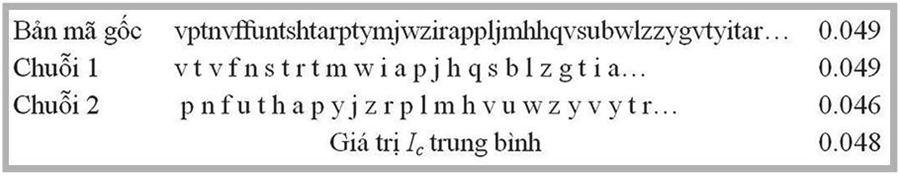 Bản mã gốc vptnvffuntshtarptymjwzirappljmhhqvsubwlzzygvtyitar… 0.049
Chuỗi 1 v t v f n s t r t m w i a p j h q s b l z g t i a… 0.049
Chuỗi 2 p n f u t h a p y j z r p l m h v u w z y v y t r… 0.046
Giá trị Ic trung bình 0.048